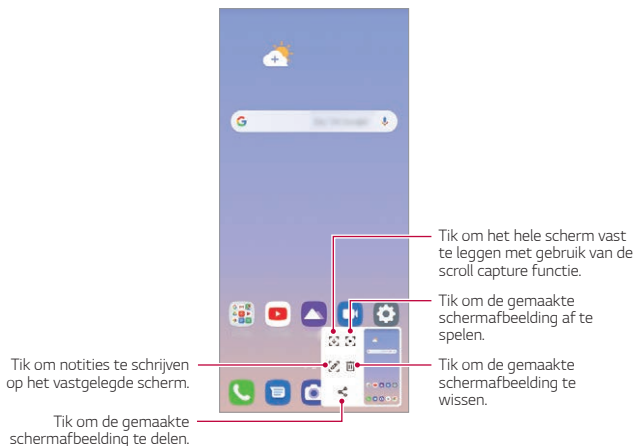 Tik om het hele scherm vast
te leggen met gebruik van de
scroll capture functie.
Tik om de gemaakte
schermafbeelding af te
spelen.
Tik om notities te schrijven
op het vastgelegde scherm.
Tik om de gemaakte
schermafbeelding te
wissen.
Tik om de gemaakte
schermafbeelding te delen.